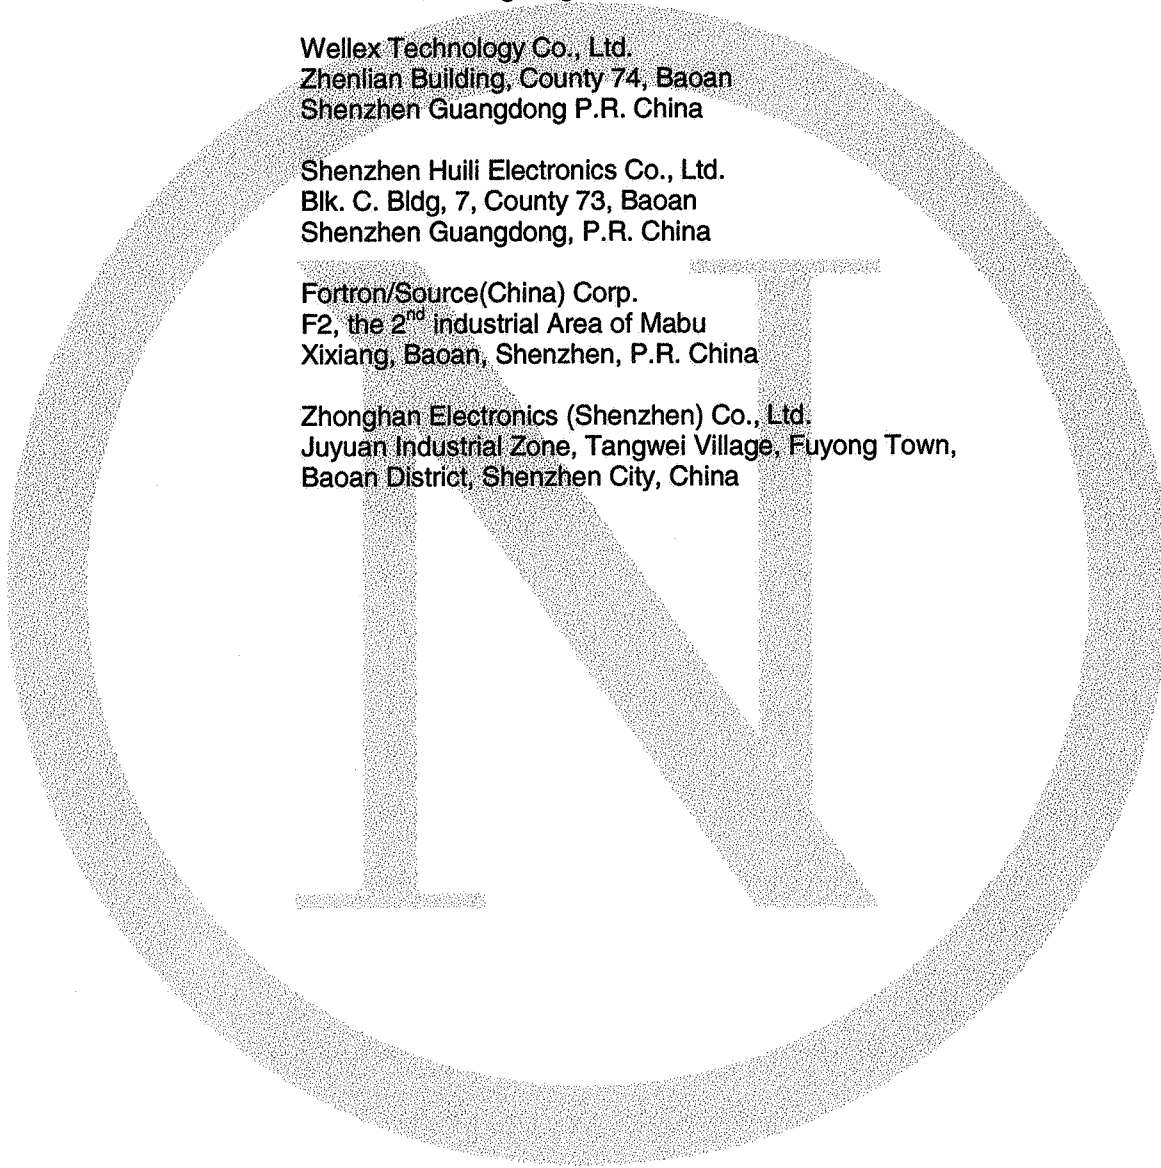 Wellex Technology Co., Ltd.
Zhenlian Building, County 74, Baoan
Shenzhen Guangdong P.R. China
Shenzhen Huili Electronics Co., Ltd.
Blk. C. Bldg, 7, County 73, Baoan
Shenzhen Guangdong, P.R. China
Fortron/Source(China) Corp.
F2, the 2nd industrial Area of Mabu
Xixiang, Baoan, Shenzhen, P.R. China
Zhonghan Electronics (Shenzhen) Co., Ltd.
Juyuan Industrial Zone, Tangwei Village, Fuyong Town,
Baoan District, Shenzhen City, China
N